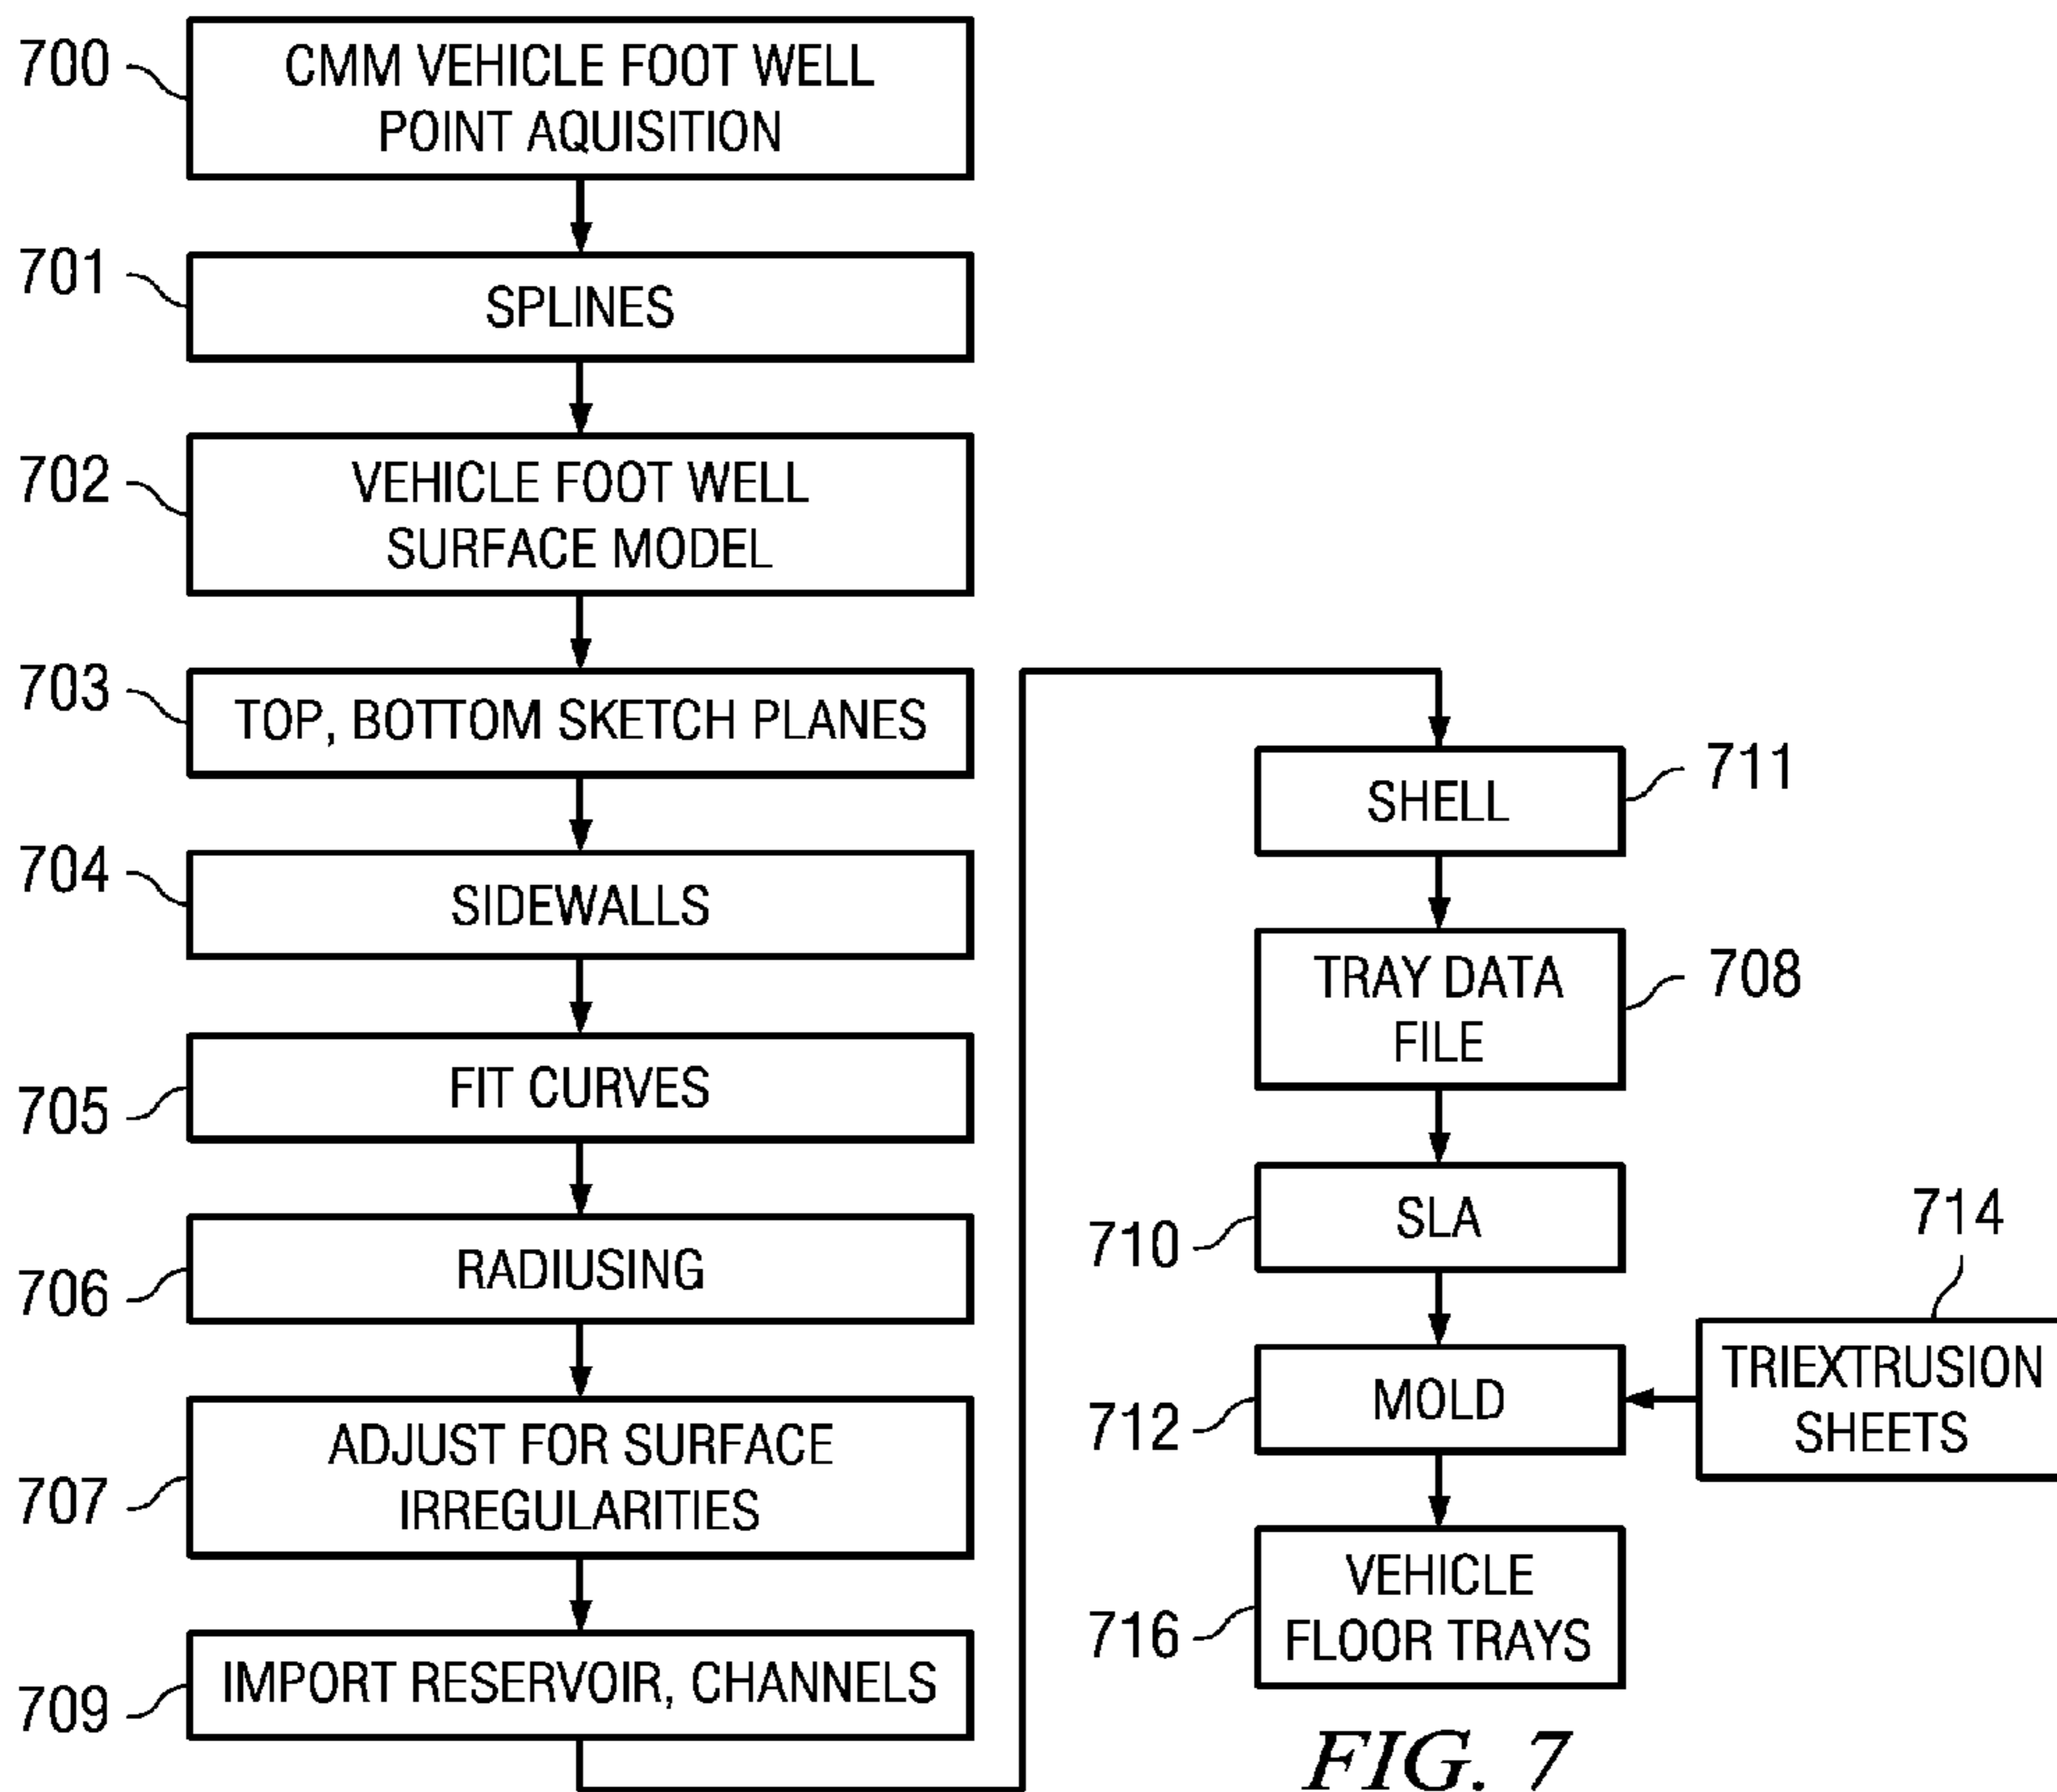 700
CMM VEHICLE FOOT WELL
POINT AQUISITION
701
SPLINES
702
VEHICLE FOOT WELL
SURFACE MODEL
703
TOP, BOTTOM SKETCH PLANES
704
SIDEWALLS
705
FIT CURVES
706
RADIUSING
707
ADJUST FOR SURFACE
IRREGULARITIES
709
IMPORT RESERVOIR, CHANNELS
SHELL
711
TRAY DATA
FILE
708
710
SLA
712
MOLD
714
TRIEXTRUSION
SHEETS
716
VEHICLE
FLOOR TRAYS
FIG. 7